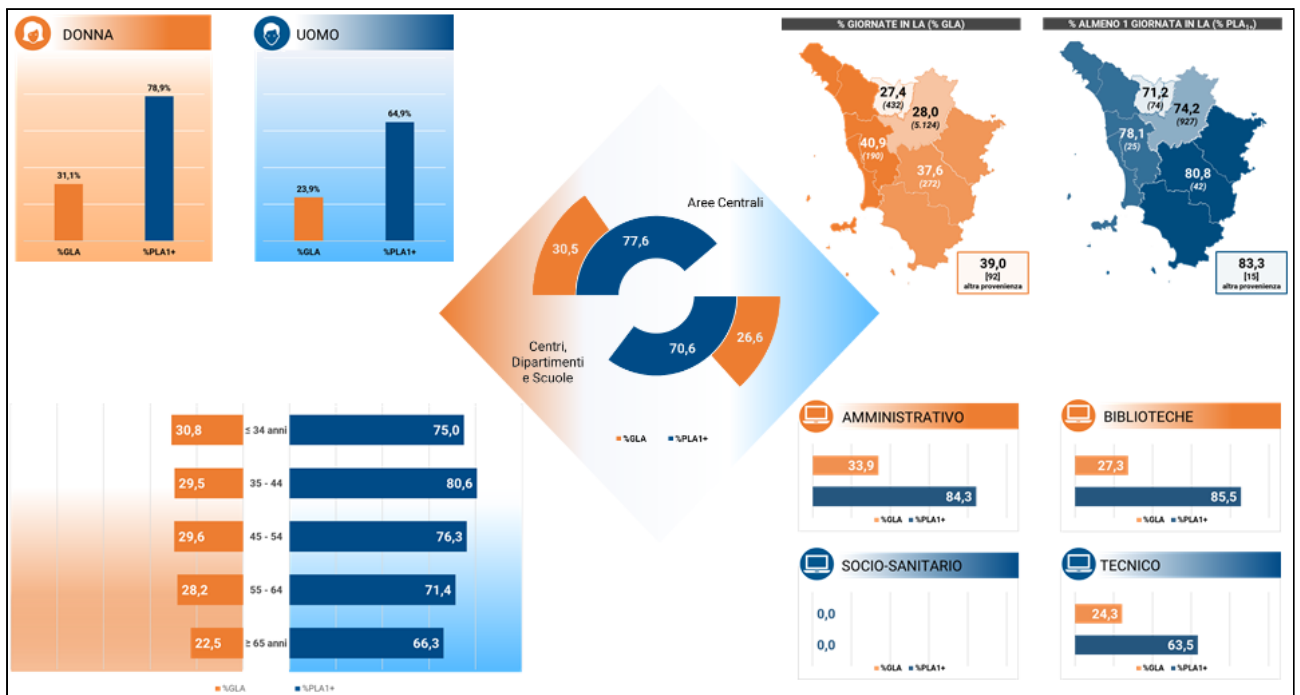 DONNA
78,9%
31,1%
%GLA %PLA1+
UOMO
64,9%
23,9%
%GLA %PLA1+
% GIORNATE IN LA (% GLA)
27,4
(432)
28,0
(5.124)
40,9
(190)
37,6
(272)
39,0
[92]
altra provenienza
% ALMENO 1 GIORNATA IN LA (% PLA1+)
71,2
(74)
74,2
(927)
78,1
(25)
80,8
(42)
83,3
[15]
altra provenienza
Aree Centrali
30,5 77,6
70,6 26,6
Centri,
Dipartimenti
e Scuole
%GLA %PLA1+
30,8 ≤ 34 anni 75,0
29,5 35 - 44 80,6
29,6 45 - 54 76,3
28,2 55 - 64 71,4
22,5 ≥ 65 anni 66,3
%GLA %PLA1+
AMMINISTRATIVO
33,9
84,3
%GLA %PLA1+
BIBLIOTECHE
27,3
85,5
%GLA %PLA1+
SOCIO-SANITARIO
0,0
0,0
%GLA %PLA1+
TECNICO
24,3
63,5
%GLA %PLA1+